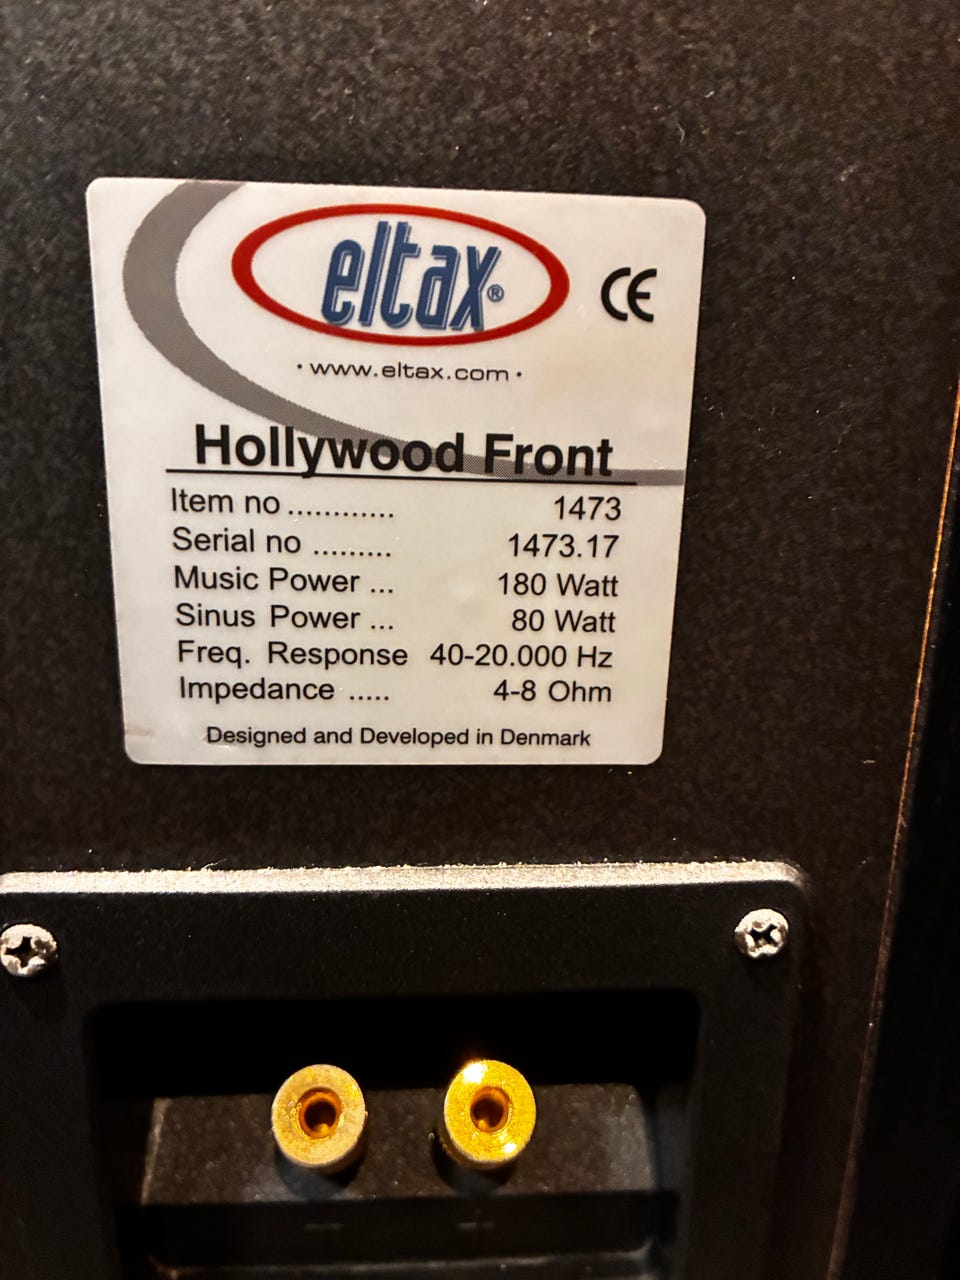 eltax®
CE
·www.eltax.com·
Hollywood Front
Item no ............ 1473
Serial no ......... 1473.17
Music Power ... 180 Watt
Sinus Power ... 80 Watt
Freq. Response 40-20.000 Hz
Impedance ..... 4-8 Ohm
Designed and Developed in Denmark
− +